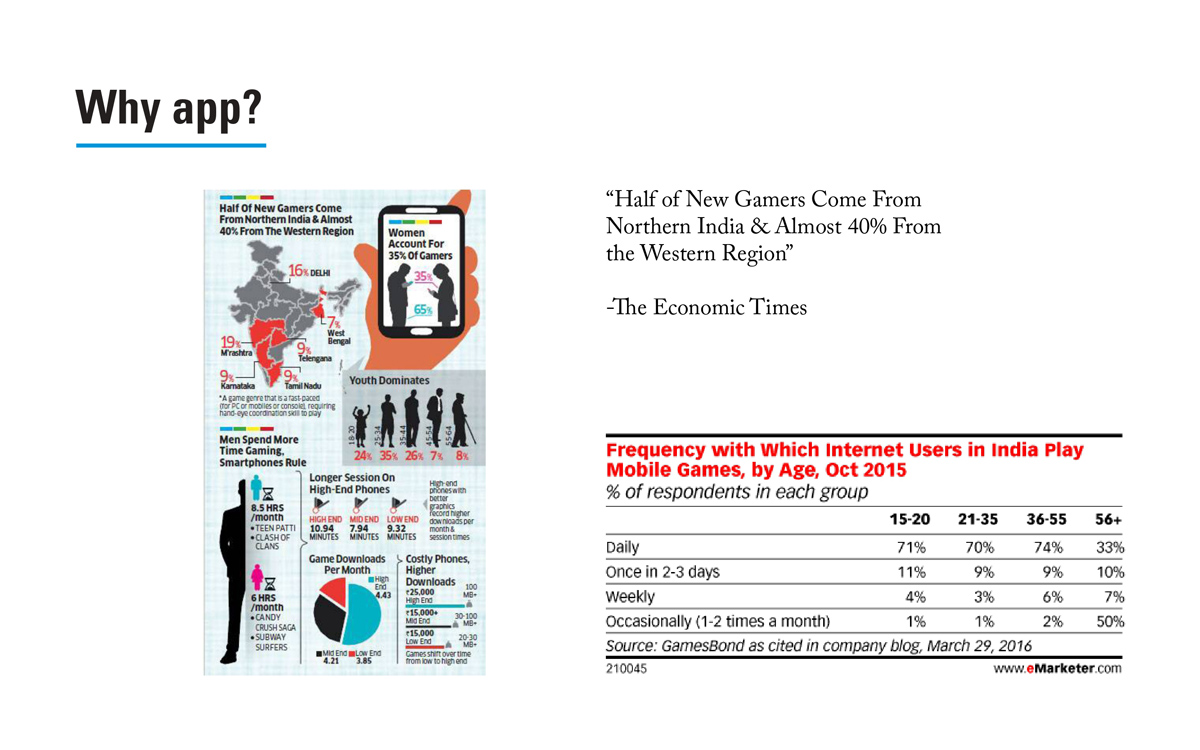 Why app?
Half Of New Gamers Come
From Northern India & Almost
40% From The Western Region
16% DELHI
7%
West
Bengal
19%
M'rashtra
9%
Telengana
9%
Karnataka
9%
Tamil Nadu
*A game genre that is a fast-paced
(for PC or mobiles or console), requiring
hand-eye coordination skill to play
Women
Account For
35% Of Gamers
35%
65%
Youth Dominates
18-20
25-34
35-44
45-54
55-64
24% 35% 26% 7% 8%
Men Spend More
Time Gaming,
Smartphones Rule
8.5 HRS
/month
• TEEN PATTI
• CLASH OF
CLANS
6 HRS
/month
• CANDY
CRUSH SAGA
• SUBWAY
SURFERS
Longer Session On
High-End Phones
HIGH END
10.94
MINUTES
MID END
7.94
MINUTES
LOW END
9.32
MINUTES
High-end
phones with
better
graphics
record higher
downloads per
month &
session times
Game Downloads
Per Month
High
End
4.43
Mid End
4.21
Low End
3.85
Costly Phones,
Higher
Downloads
₹25,000
High End
100
MB+
₹15,000+
Mid End
30-100
MB+
₹15,000
Low End
20-30
MB+
Games shift over time
from low to high end
“Half of New Gamers Come From
Northern India & Almost 40% From
the Western Region”
-The Economic Times
Frequency with Which Internet Users in India Play
Mobile Games, by Age, Oct 2015
% of respondents in each group
15-20 21-35 36-55 56+
Daily 71% 70% 74% 33%
Once in 2-3 days 11% 9% 9% 10%
Weekly 4% 3% 6% 7%
Occasionally (1-2 times a month) 1% 1% 2% 50%
Source: GamesBond as cited in company blog, March 29, 2016
210045 www.eMarketer.com